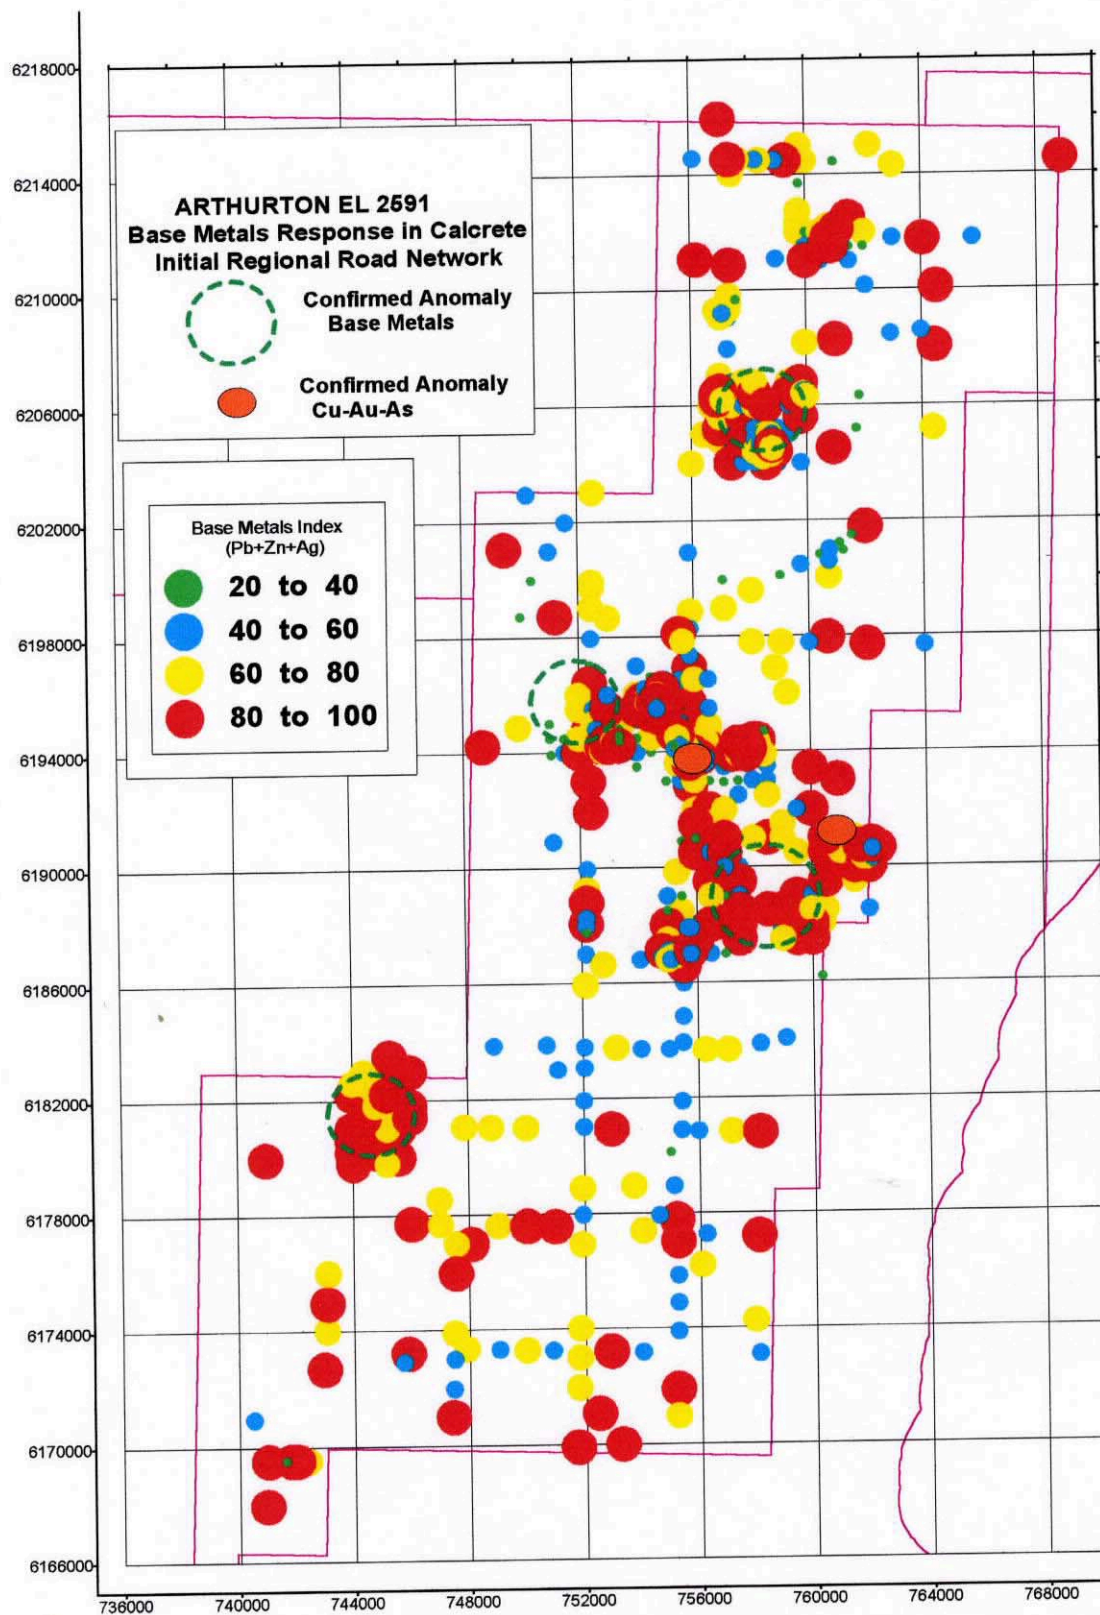 ARTHURTON EL 2591
Base Metals Response in Calcrete
Initial Regional Road Network
Confirmed Anomaly
Base Metals
Confirmed Anomaly
Cu-Au-As
Base Metals Index
(Pb+Zn+Ag)
20 to 40
40 to 60
60 to 80
80 to 100
6218000
6214000
6210000
6206000
6202000
6198000
6194000
6190000
6186000
6182000
6178000
6174000
6170000
6166000
736000 740000 744000 748000 752000 756000 760000 764000 768000